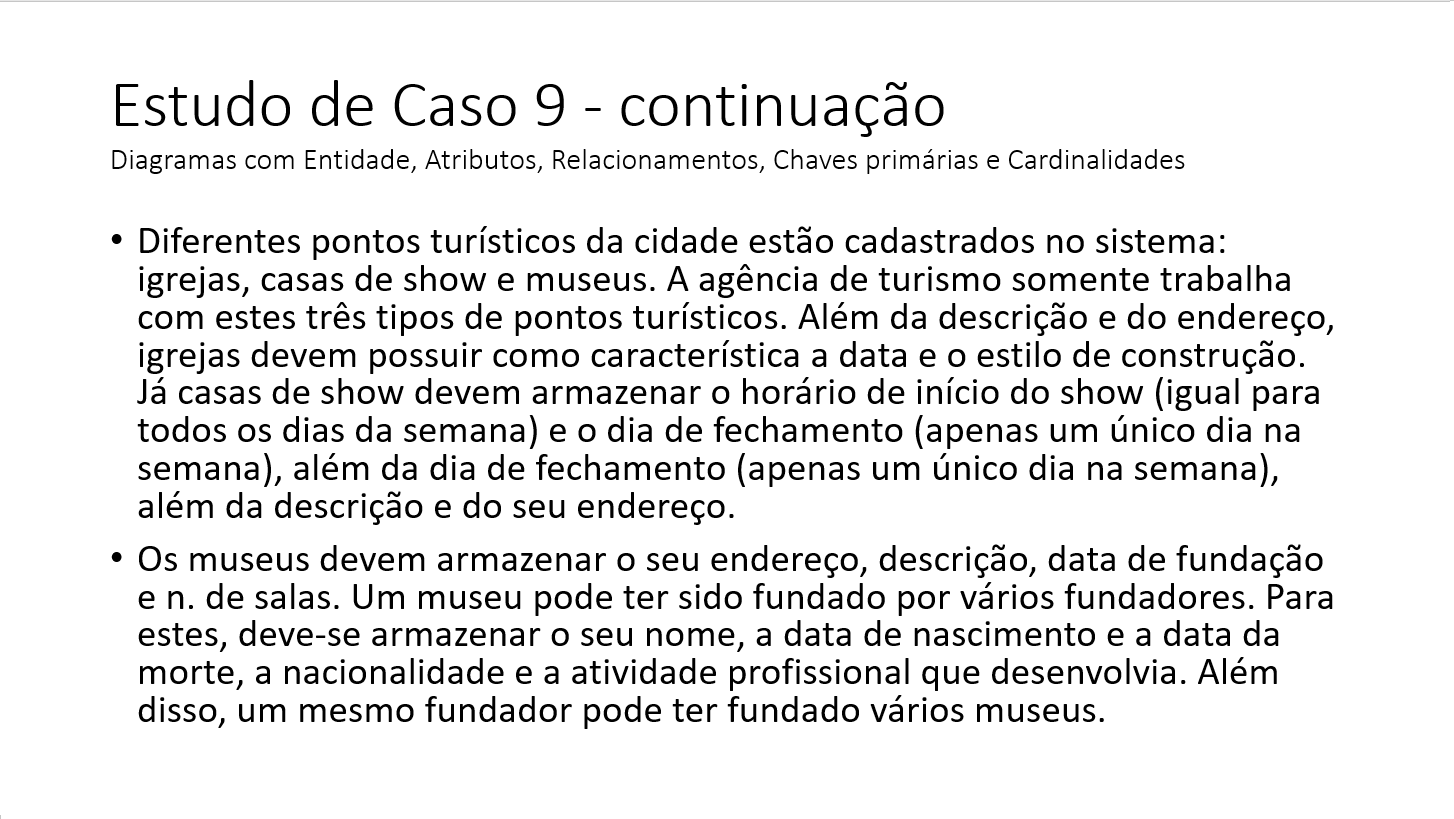 Estudo de Caso 9 - continuação
Diagramas com Entidade, Atributos, Relacionamentos, Chaves primárias e Cardinalidades
• Diferentes pontos turísticos da cidade estão cadastrados no sistema:
igrejas, casas de show e museus. A agência de turismo somente trabalha
com estes três tipos de pontos turísticos. Além da descrição e do endereço,
igrejas devem possuir como característica a data e o estilo de construção.
Já casas de show devem armazenar o horário de início do show (igual para
todos os dias da semana) e o dia de fechamento (apenas um único dia na
semana), além da dia de fechamento (apenas um único dia na semana),
além da descrição e do seu endereço.
• Os museus devem armazenar o seu endereço, descrição, data de fundação
e n. de salas. Um museu pode ter sido fundado por vários fundadores. Para
estes, deve-se armazenar o seu nome, a data de nascimento e a data da
morte, a nacionalidade e a atividade profissional que desenvolvia. Além
disso, um mesmo fundador pode ter fundado vários museus.